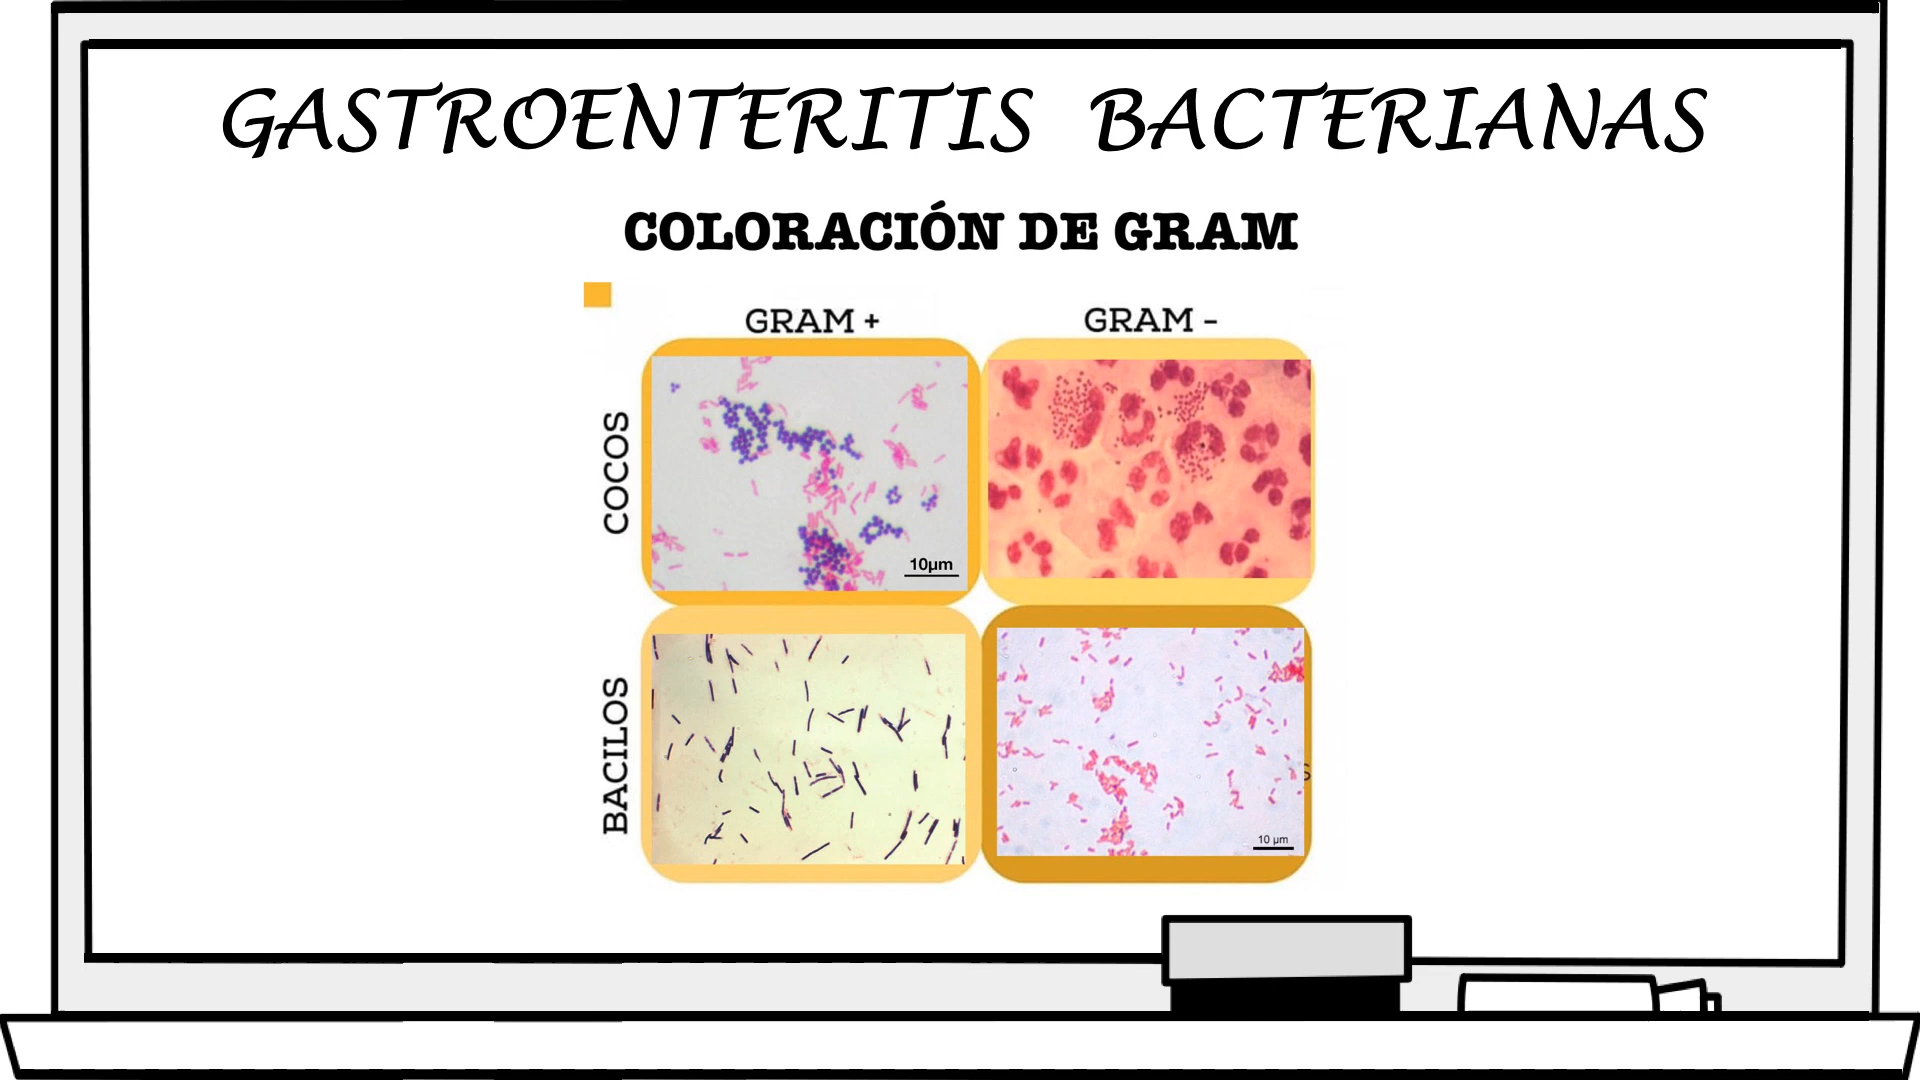 GASTROENTERITIS BACTERIANAS
COLORACIÓN DE GRAM
GRAM +
GRAM -
COCOS
10µm
BACILOS
s
10 µm